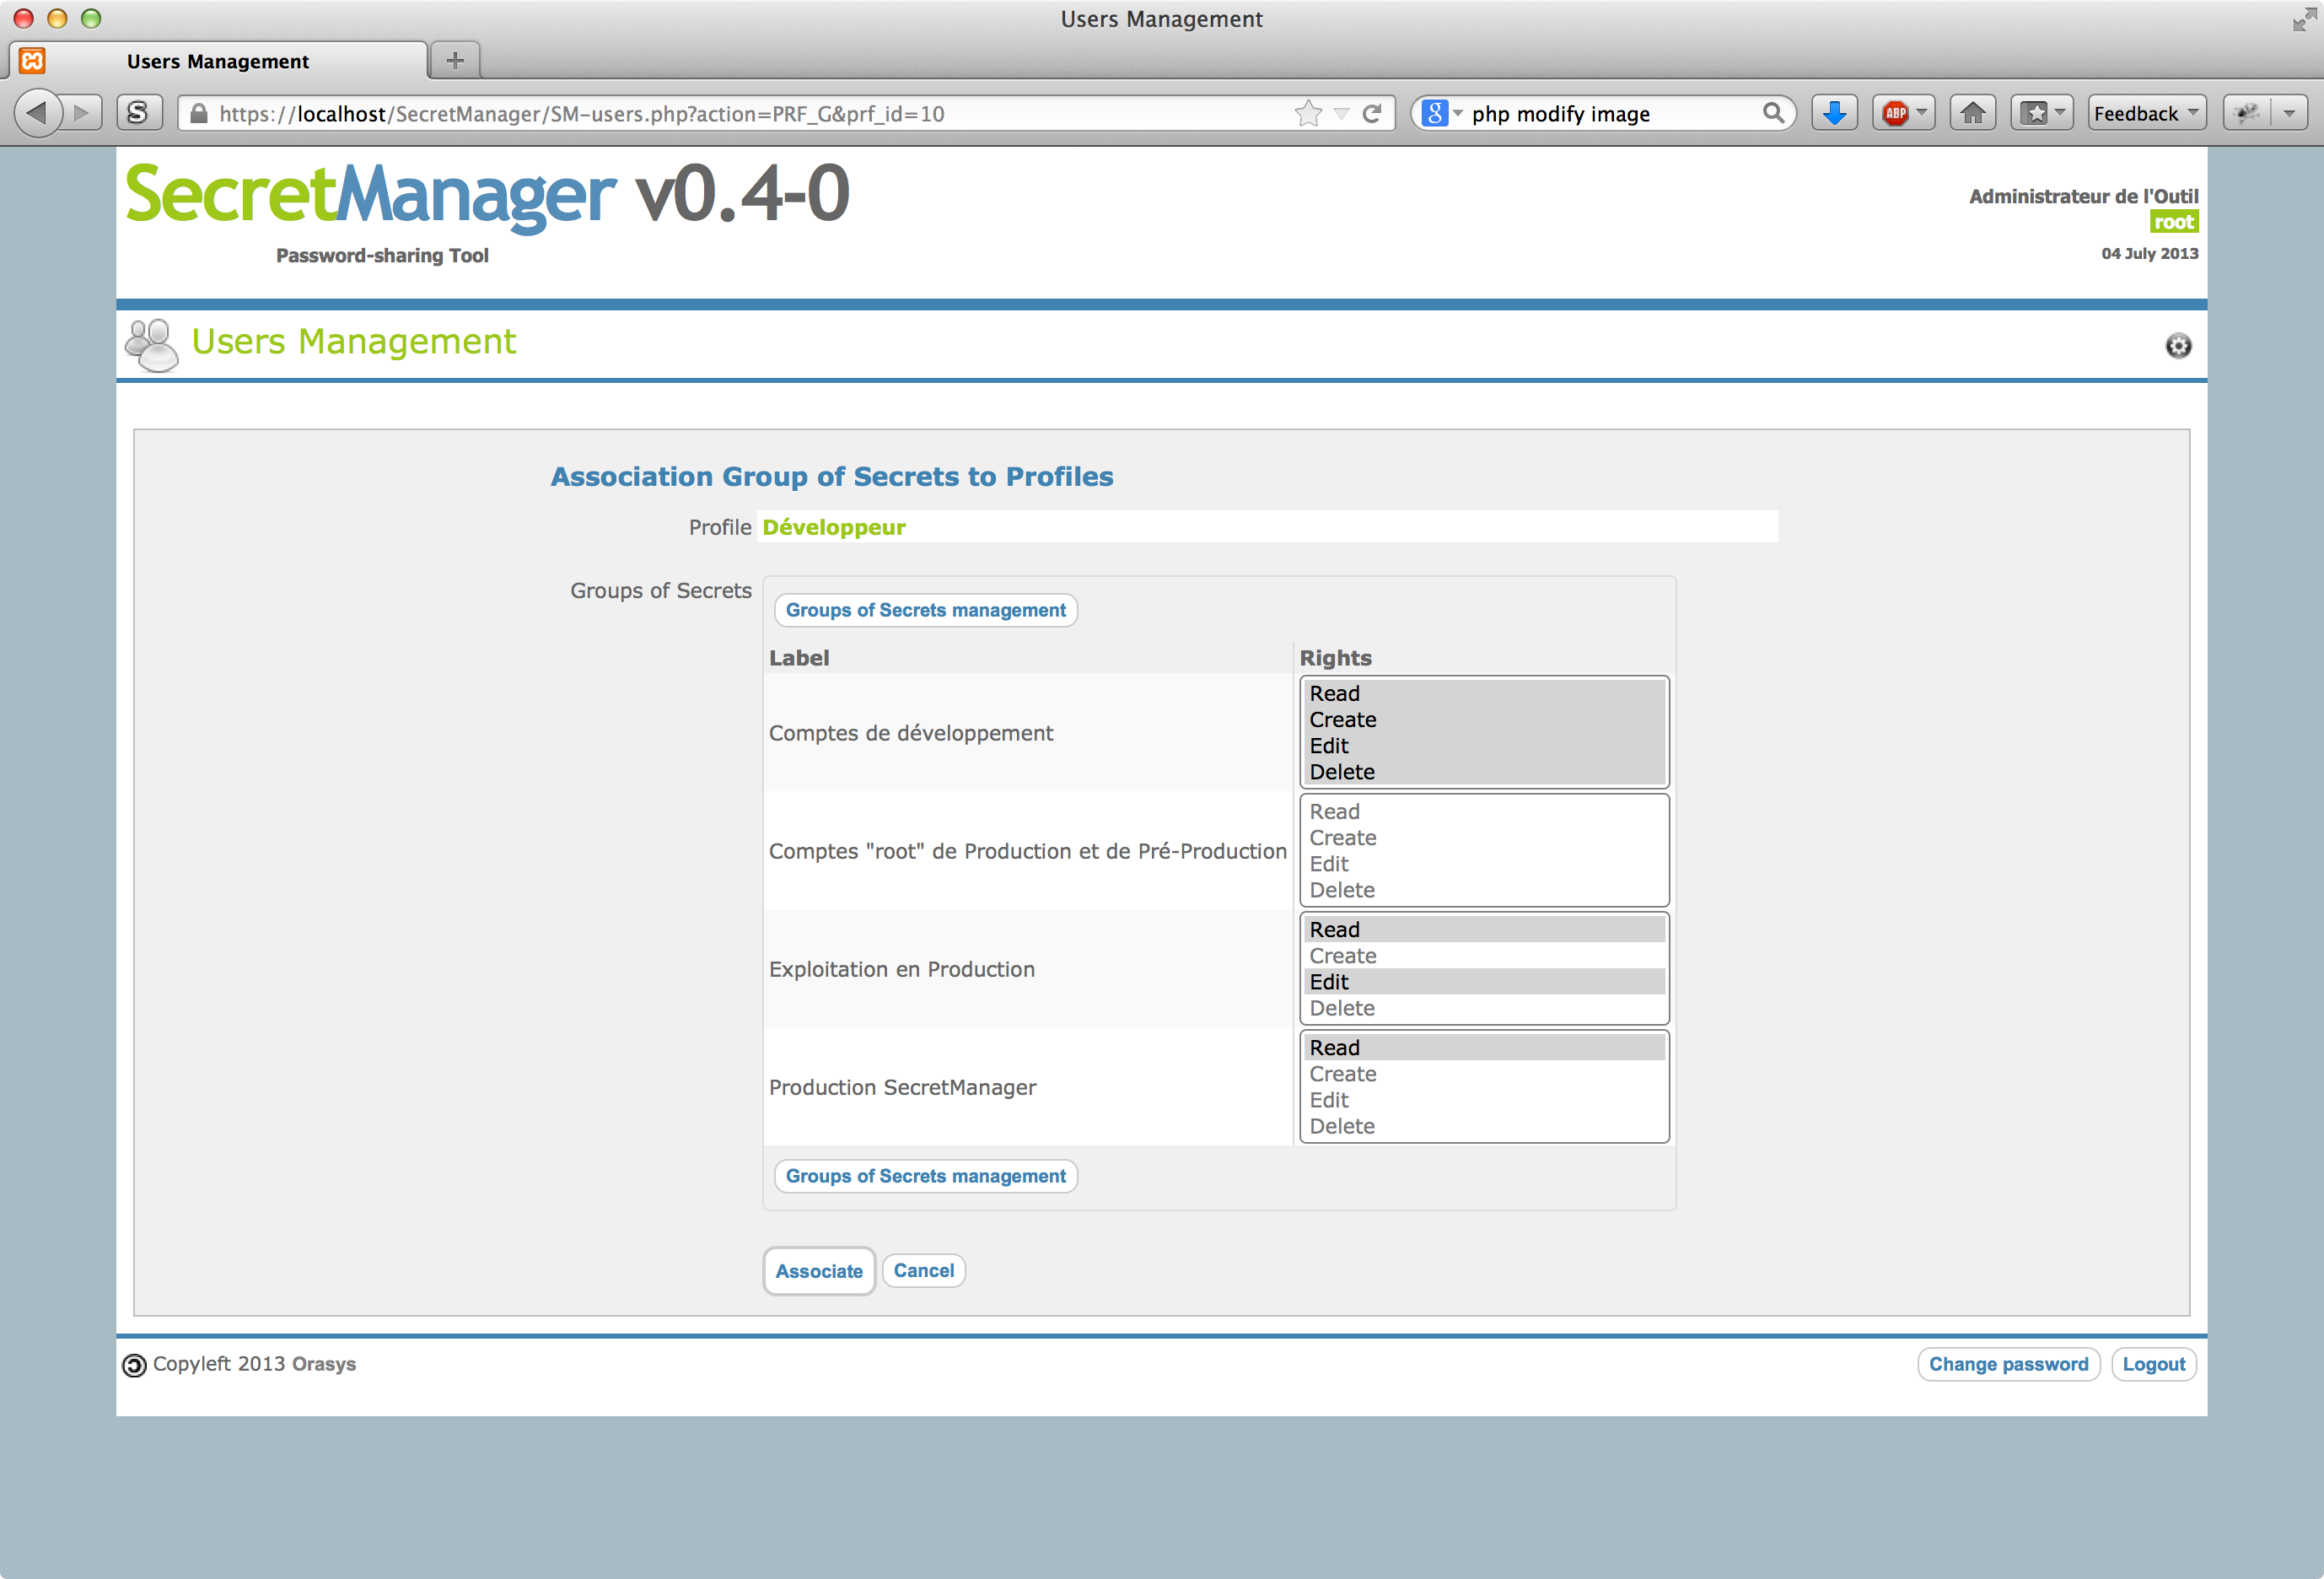 Users Management
Users Management
https://localhost/SecretManager/SM-users.php?action=PRF_G&prf_id=10
php modify image
ABP
Feedback
SecretManager v0.4-0
Password-sharing Tool
Administrateur de l'Outil
root
04 July 2013
Users Management
Association Group of Secrets to Profiles
Profile Développeur
Groups of Secrets
Groups of Secrets management
Label Rights
Comptes de développement
Read
Create
Edit
Delete
Comptes "root" de Production et de Pré-Production
Read
Create
Edit
Delete
Exploitation en Production
Read
Create
Edit
Delete
Production SecretManager
Read
Create
Edit
Delete
Groups of Secrets management
Associate Cancel
Copyleft 2013 Orasys
Change password Logout